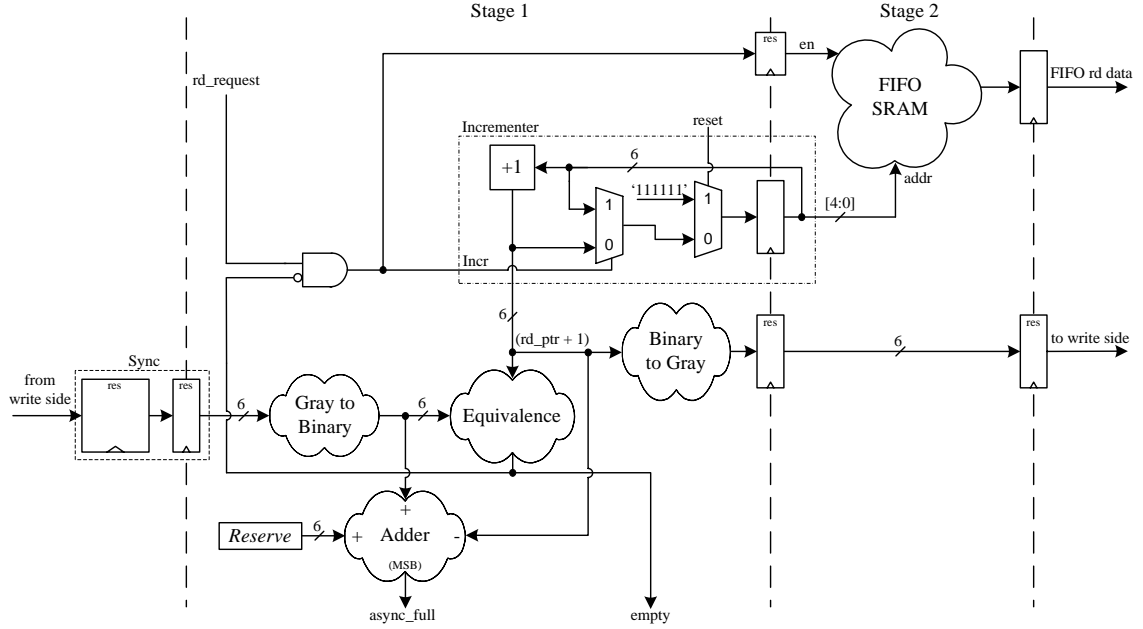 Stage 1
Stage 2
res
en
rd_request
FIFO
SRAM
FIFO rd data
reset
Incrementer
6
+1
‘111111’
1
1
addr
[4:0]
0
0
Incr
6
(rd_ptr + 1)
Binary
to Gray
res
6
res
to write side
Sync
from
write side
res
res
6
Gray to
Binary
6
Equivalence
+
Reserve
6
+
Adder
-
(MSB)
async_full
empty